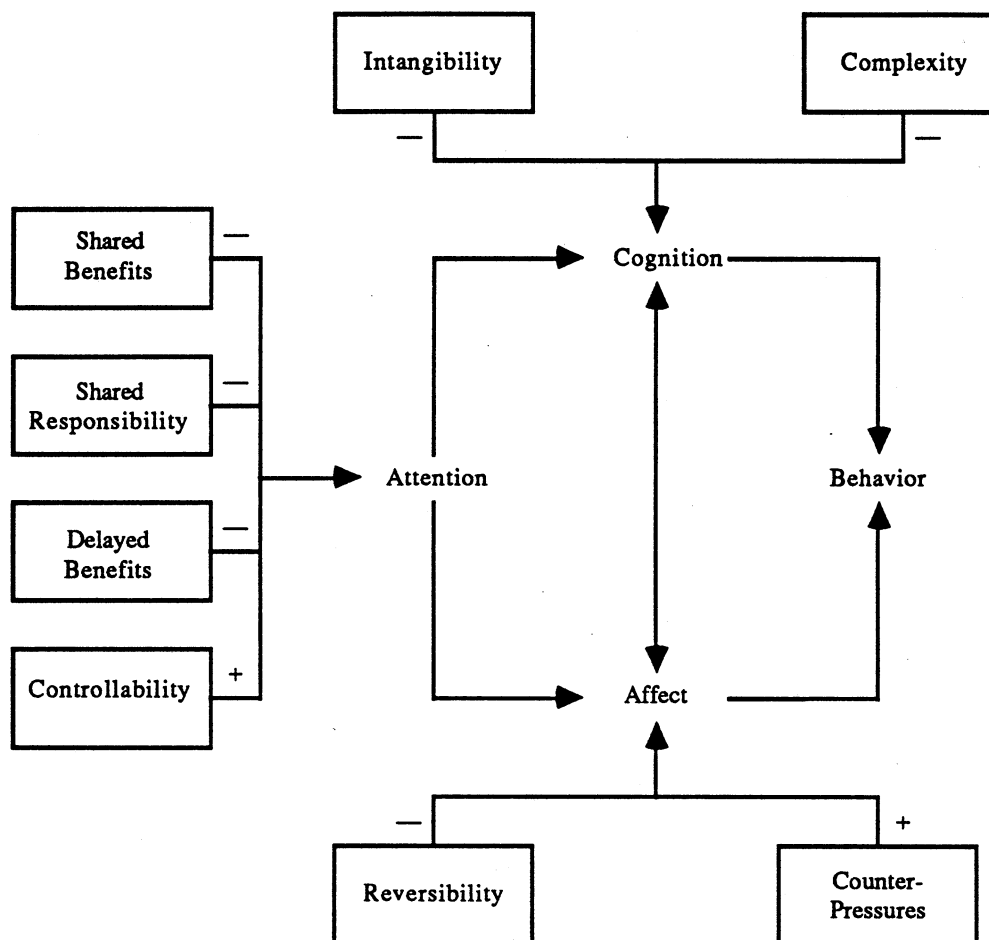 Intangibility
Complexity
—
—
Shared
Benefits
—
Cognition
Shared
Responsibility
—
Attention
Behavior
Delayed
Benefits
—
Controllability
+
Affect
—
+
Reversibility
Counter-
Pressures